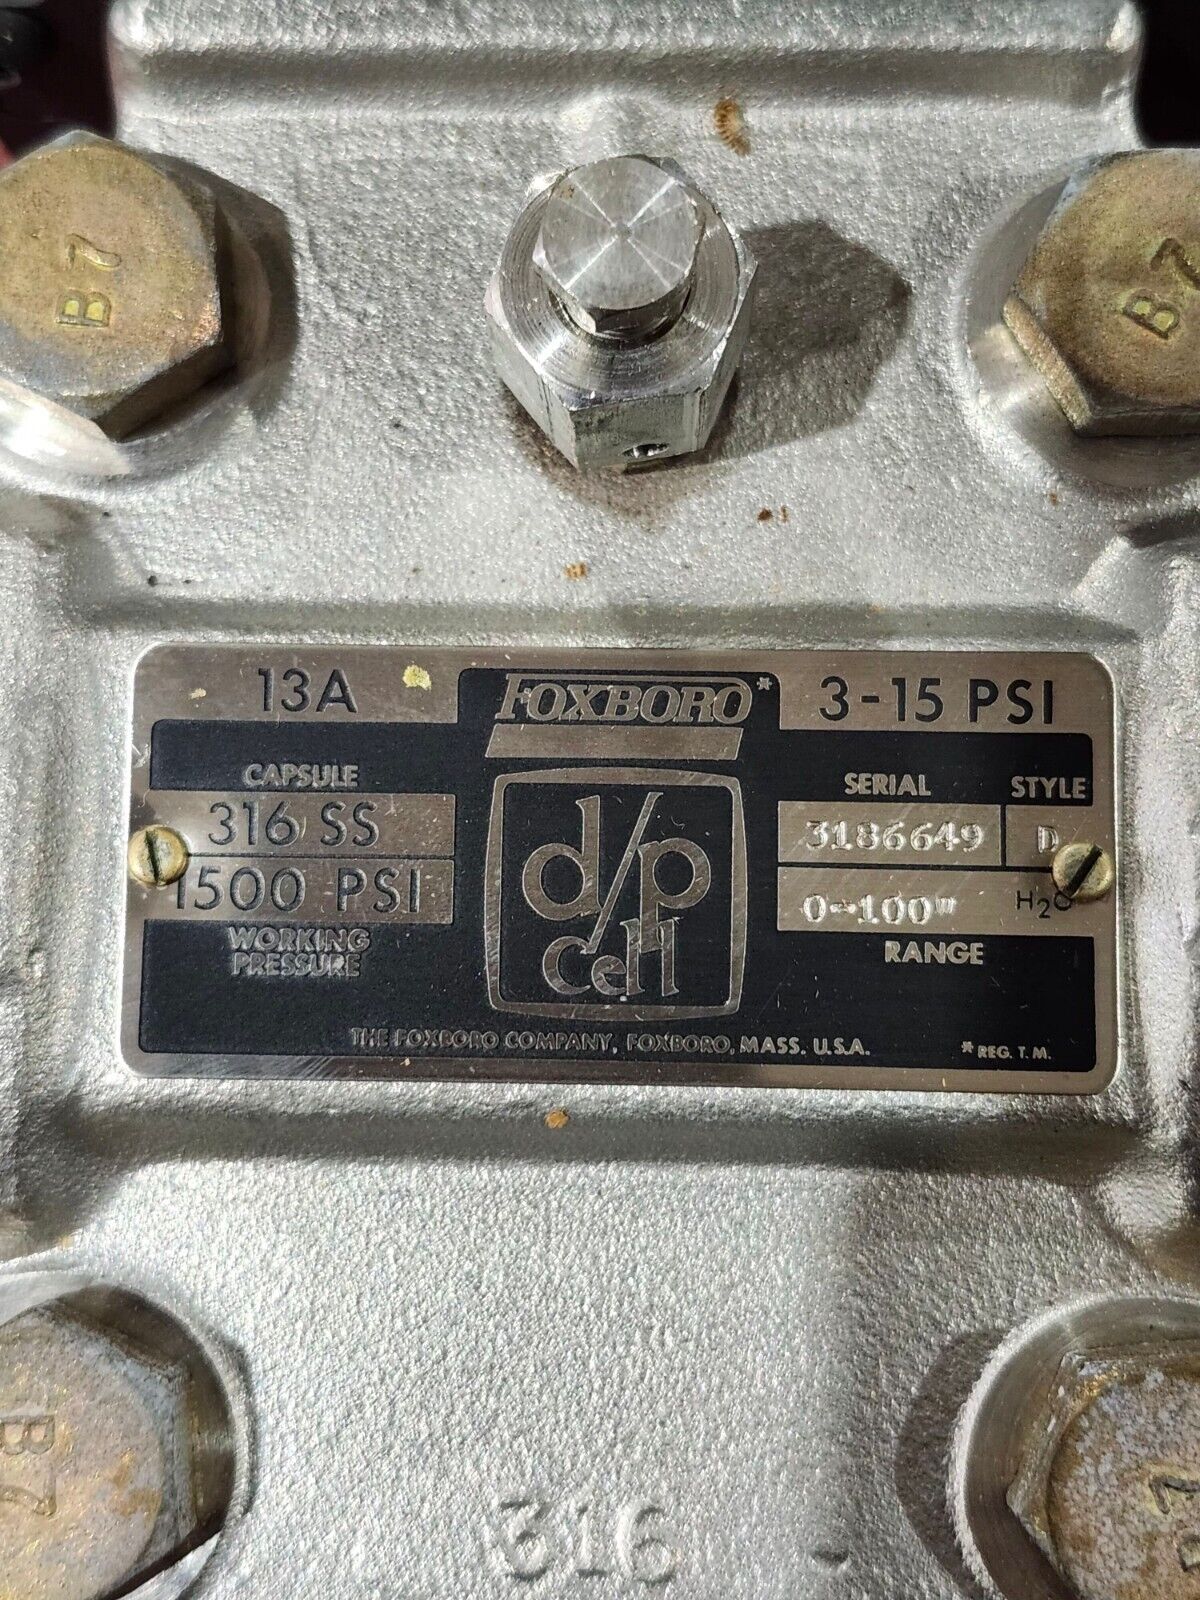 B7
B7
13A
FOXBORO*
3-15 PSI
CAPSULE
316 SS
1500 PSI
WORKING
PRESSURE
d/p
Cell
SERIAL
STYLE
3186649
D
0-100"
H2O
RANGE
THE FOXBORO COMPANY, FOXBORO, MASS. U.S.A.
* REG. T. M.
B7
B7
316